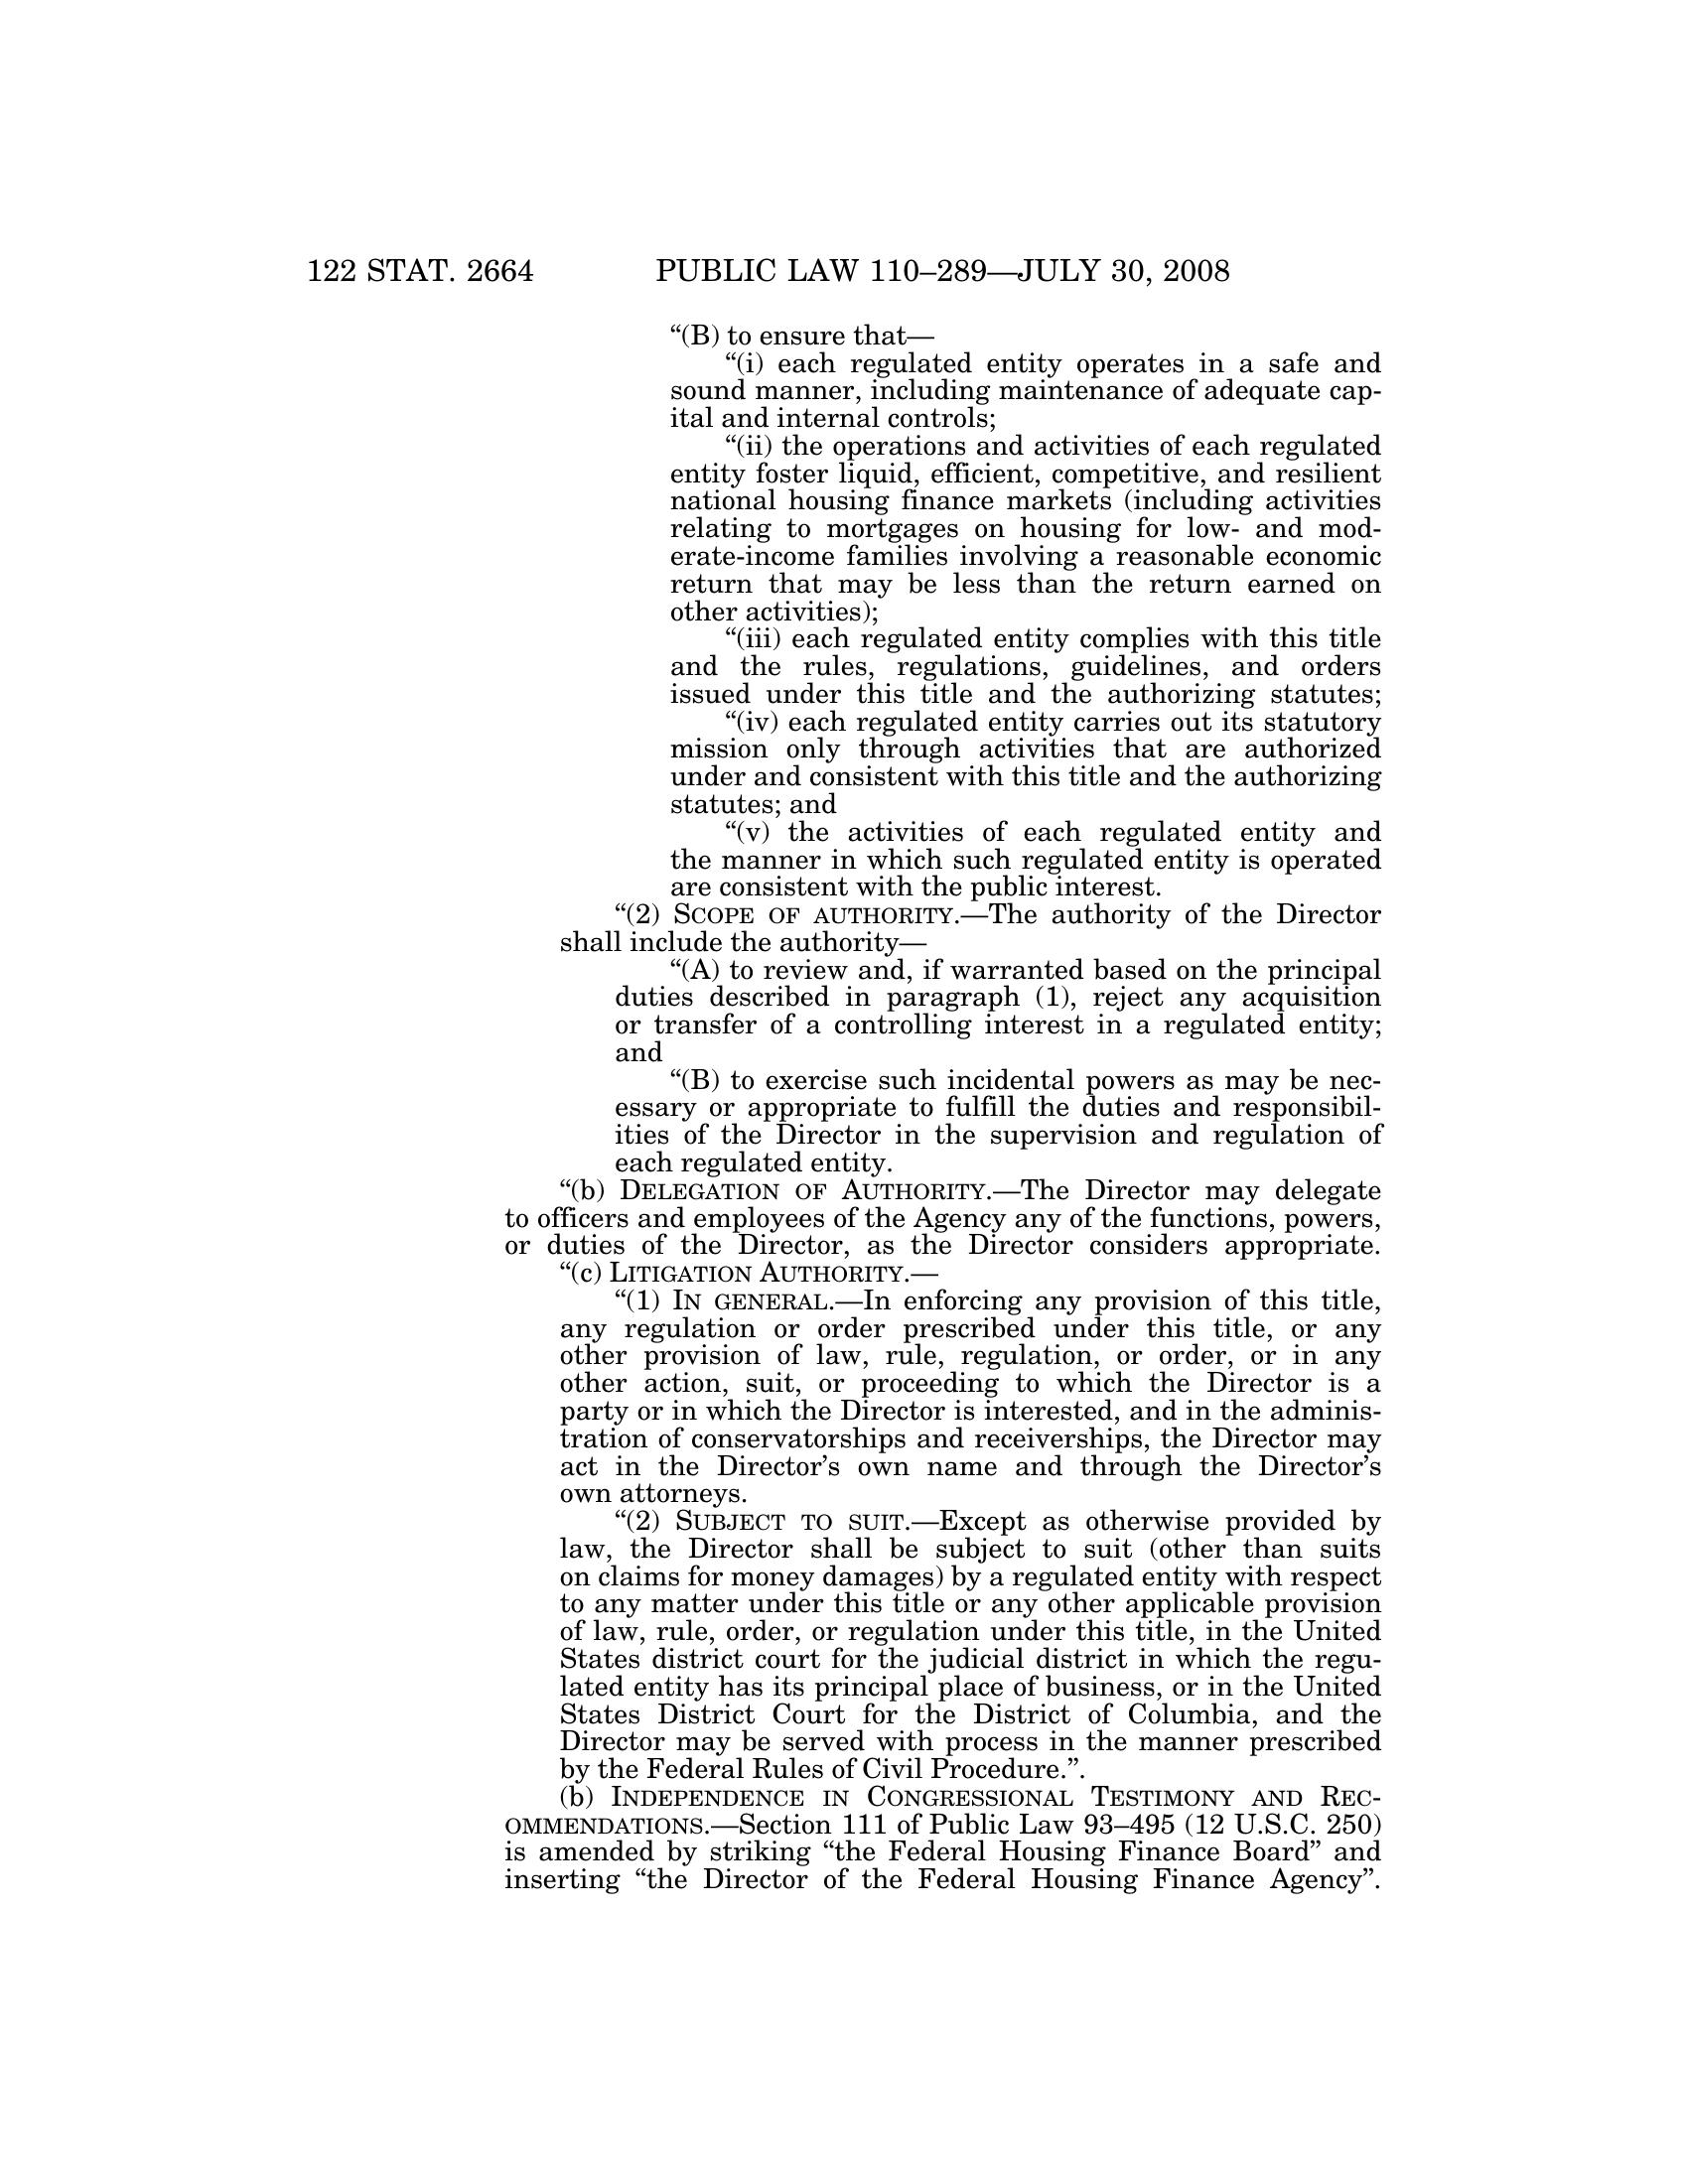 122 STAT. 2664 PUBLIC LAW 110–289—JULY 30, 2008
“(B) to ensure that—
“(i) each regulated entity operates in a safe and
sound manner, including maintenance of adequate cap-
ital and internal controls;
“(ii) the operations and activities of each regulated
entity foster liquid, efficient, competitive, and resilient
national housing finance markets (including activities
relating to mortgages on housing for low- and mod-
erate-income families involving a reasonable economic
return that may be less than the return earned on
other activities);
“(iii) each regulated entity complies with this title
and the rules, regulations, guidelines, and orders
issued under this title and the authorizing statutes;
“(iv) each regulated entity carries out its statutory
mission only through activities that are authorized
under and consistent with this title and the authorizing
statutes; and
“(v) the activities of each regulated entity and
the manner in which such regulated entity is operated
are consistent with the public interest.
“(2) SCOPE OF AUTHORITY.—The authority of the Director
shall include the authority—
“(A) to review and, if warranted based on the principal
duties described in paragraph (1), reject any acquisition
or transfer of a controlling interest in a regulated entity;
and
“(B) to exercise such incidental powers as may be nec-
essary or appropriate to fulfill the duties and responsibil-
ities of the Director in the supervision and regulation of
each regulated entity.
“(b) DELEGATION OF AUTHORITY.—The Director may delegate
to officers and employees of the Agency any of the functions, powers,
or duties of the Director, as the Director considers appropriate.
“(c) LITIGATION AUTHORITY.—
“(1) IN GENERAL.—In enforcing any provision of this title,
any regulation or order prescribed under this title, or any
other provision of law, rule, regulation, or order, or in any
other action, suit, or proceeding to which the Director is a
party or in which the Director is interested, and in the adminis-
tration of conservatorships and receiverships, the Director may
act in the Director’s own name and through the Director’s
own attorneys.
“(2) SUBJECT TO SUIT.—Except as otherwise provided by
law, the Director shall be subject to suit (other than suits
on claims for money damages) by a regulated entity with respect
to any matter under this title or any other applicable provision
of law, rule, order, or regulation under this title, in the United
States district court for the judicial district in which the regu-
lated entity has its principal place of business, or in the United
States District Court for the District of Columbia, and the
Director may be served with process in the manner prescribed
by the Federal Rules of Civil Procedure.”.
(b) INDEPENDENCE IN CONGRESSIONAL TESTIMONY AND REC-
OMMENDATIONS.—Section 111 of Public Law 93–495 (12 U.S.C. 250)
is amended by striking “the Federal Housing Finance Board” and
inserting “the Director of the Federal Housing Finance Agency”.